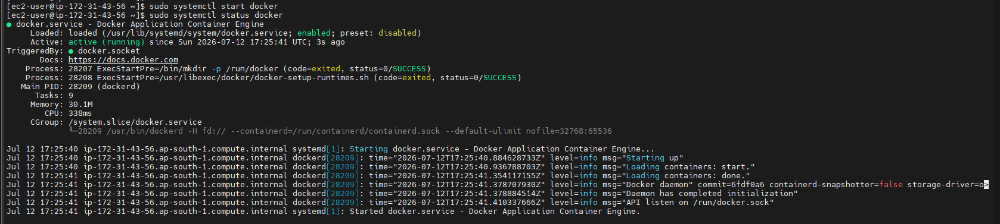 [ec2-user@ip-172-31-43-56 ~]$ sudo systemctl start docker
[ec2-user@ip-172-31-43-56 ~]$ sudo systemctl status docker
● docker.service - Docker Application Container Engine
     Loaded: loaded (/usr/lib/systemd/system/docker.service; enabled; preset: disabled)
     Active: active (running) since Sun 2026-07-12 17:25:41 UTC; 3s ago
TriggeredBy: ● docker.socket
       Docs: https://docs.docker.com
    Process: 28207 ExecStartPre=/bin/mkdir -p /run/docker (code=exited, status=0/SUCCESS)
    Process: 28208 ExecStartPre=/usr/libexec/docker/docker-setup-runtimes.sh (code=exited, status=0/SUCCESS)
   Main PID: 28209 (dockerd)
      Tasks: 9
     Memory: 30.1M
        CPU: 338ms
     CGroup: /system.slice/docker.service
             └─28209 /usr/bin/dockerd -H fd:// --containerd=/run/containerd/containerd.sock --default-ulimit nofile=32768:65536
Jul 12 17:25:40 ip-172-31-43-56.ap-south-1.compute.internal systemd[1]: Starting docker.service - Docker Application Container Engine...
Jul 12 17:25:40 ip-172-31-43-56.ap-south-1.compute.internal dockerd[28209]: time="2026-07-12T17:25:40.884628733Z" level=info msg="Starting up"
Jul 12 17:25:40 ip-172-31-43-56.ap-south-1.compute.internal dockerd[28209]: time="2026-07-12T17:25:40.936788703Z" level=info msg="Loading containers: start."
Jul 12 17:25:41 ip-172-31-43-56.ap-south-1.compute.internal dockerd[28209]: time="2026-07-12T17:25:41.354117155Z" level=info msg="Loading containers: done."
Jul 12 17:25:41 ip-172-31-43-56.ap-south-1.compute.internal dockerd[28209]: time="2026-07-12T17:25:41.378707930Z" level=info msg="Docker daemon" commit=6fdf0a6 containerd-snapshotter=false storage-driver=o>
Jul 12 17:25:41 ip-172-31-43-56.ap-south-1.compute.internal dockerd[28209]: time="2026-07-12T17:25:41.378884514Z" level=info msg="Daemon has completed initialization"
Jul 12 17:25:41 ip-172-31-43-56.ap-south-1.compute.internal dockerd[28209]: time="2026-07-12T17:25:41.410337666Z" level=info msg="API listen on /run/docker.sock"
Jul 12 17:25:41 ip-172-31-43-56.ap-south-1.compute.internal systemd[1]: Started docker.service - Docker Application Container Engine.